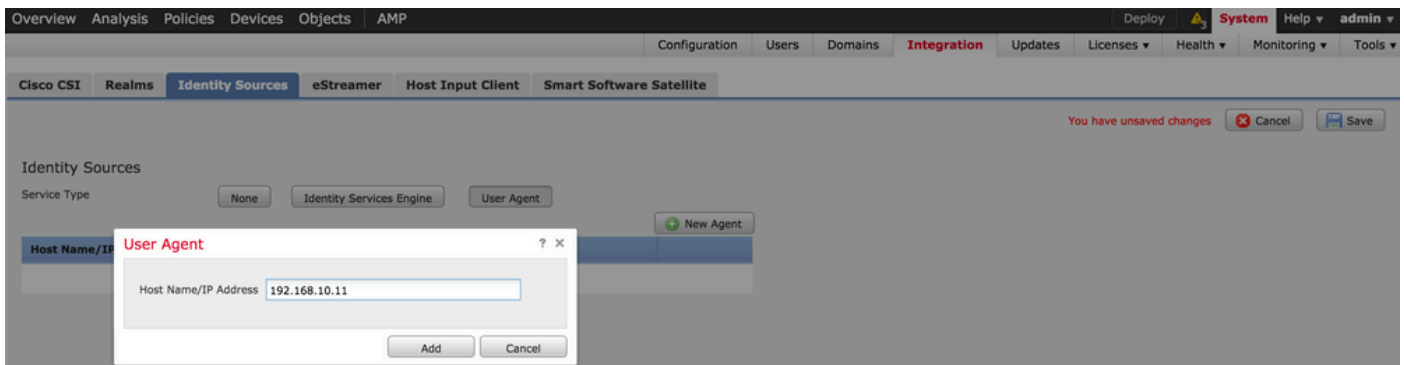 Overview Analysis Policies Devices Objects AMP Deploy 3 System Help admin
Configuration Users Domains Integration Updates Licenses Health Monitoring Tools
Cisco CSI Realms Identity Sources eStreamer Host Input Client Smart Software Satellite
You have unsaved changes Cancel Save
Identity Sources
Service Type None Identity Services Engine User Agent
New Agent
Host Name/IP
User Agent ? ×
Host Name/IP Address 192.168.10.11
Add Cancel